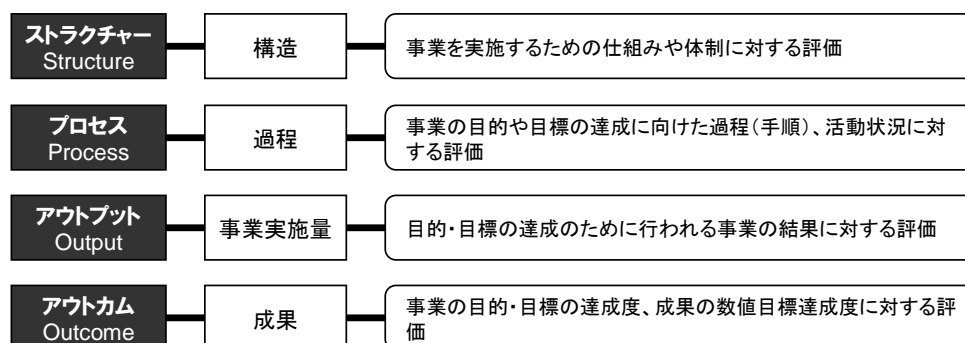 ストラクチャー
Structure
構造
事業を実施するための仕組みや体制に対する評価
プロセス
Process
過程
事業の目的や目標の達成に向けた過程(手順)、活動状況に対
する評価
アウトプット
Output
事業実施量
目的・目標の達成のために行われる事業の結果に対する評価
アウトカム
Outcome
成果
事業の目的・目標の達成度、成果の数値目標達成度に対する評
価